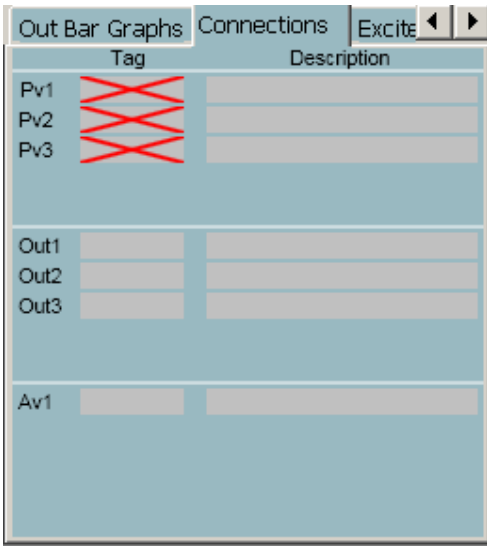 Out Bar Graphs Connections Excite
Tag Description
Pv1
Pv2
Pv3
Out1
Out2
Out3
Av1